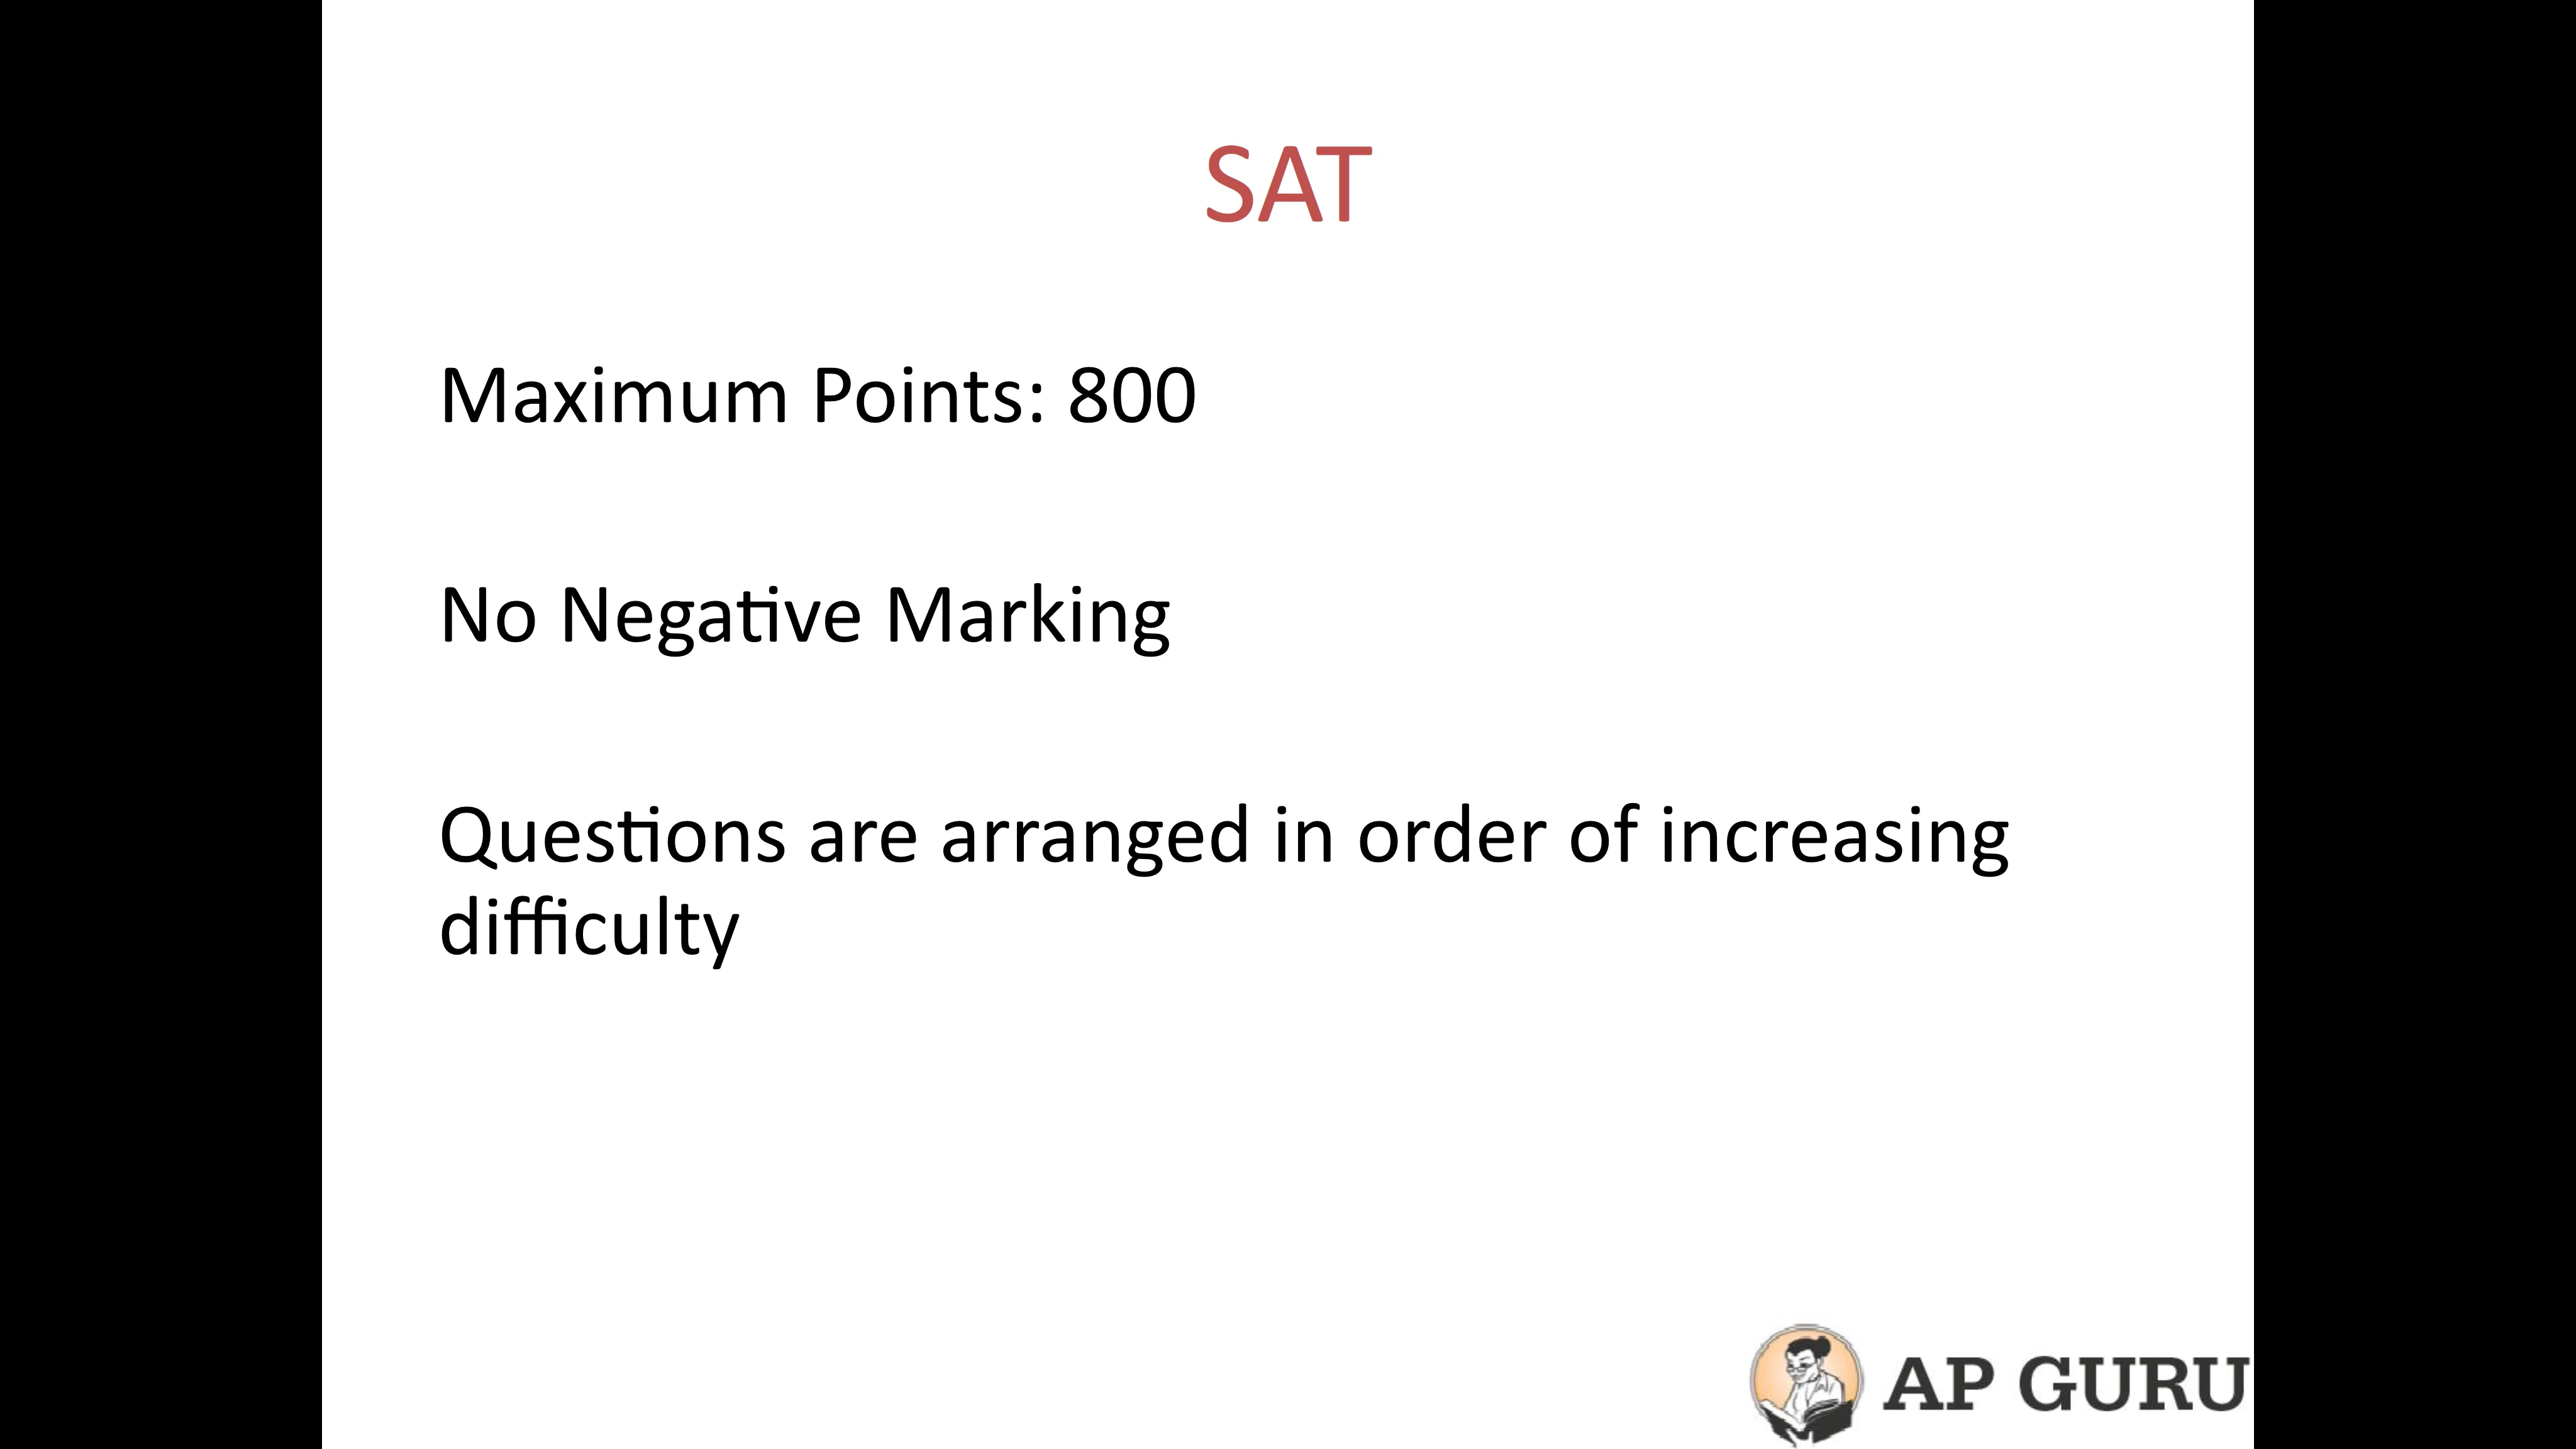 SAT
Maximum Points: 800
No Negative Marking
Questions are arranged in order of increasing
difficulty
AP GURU